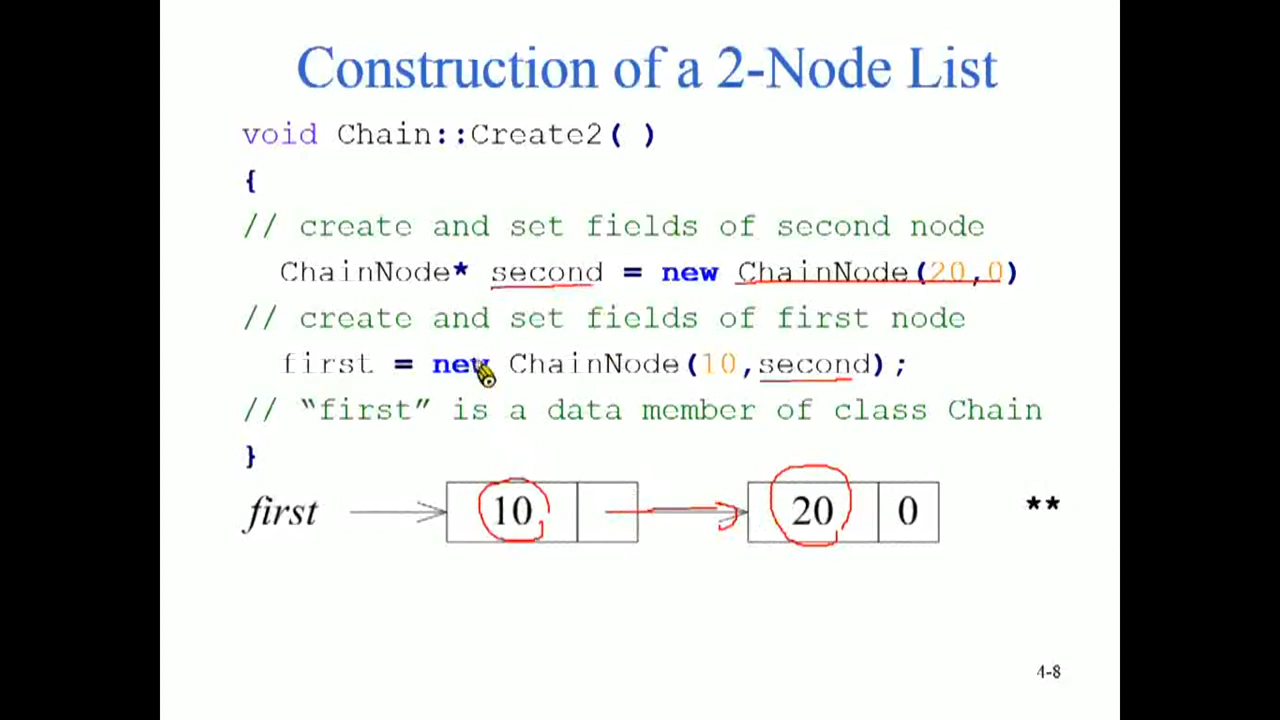 Construction of a 2-Node List
void Chain::Create2( )
{
// create and set fields of second node
ChainNode* second = new ChainNode(20,0)
// create and set fields of first node
first = new ChainNode(10,second);
// “first” is a data member of class Chain
}
first 10 20 0 **
4-8